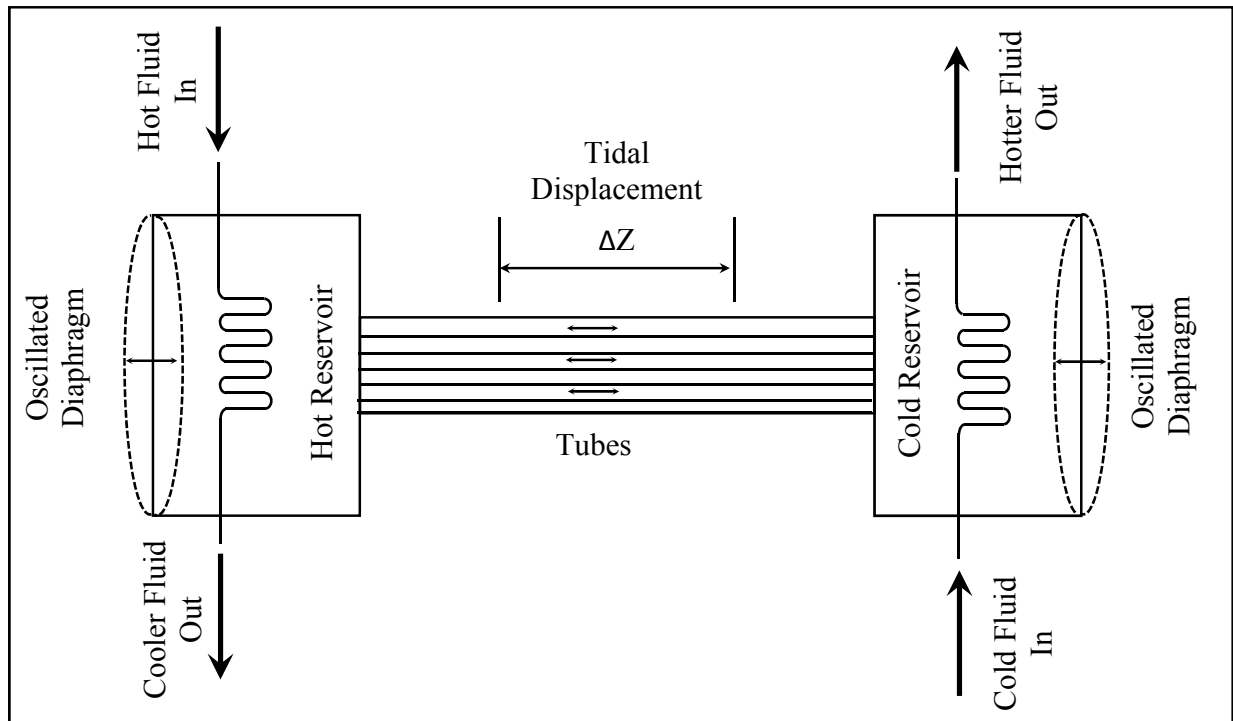 Hot Fluid
In
Hotter Fluid
Out
Tidal
Displacement
ΔZ
Oscillated
Diaphragm
Hot Reservoir
Cold Reservoir
Oscillated
Diaphragm
Tubes
Cooler Fluid
Out
Cold Fluid
In